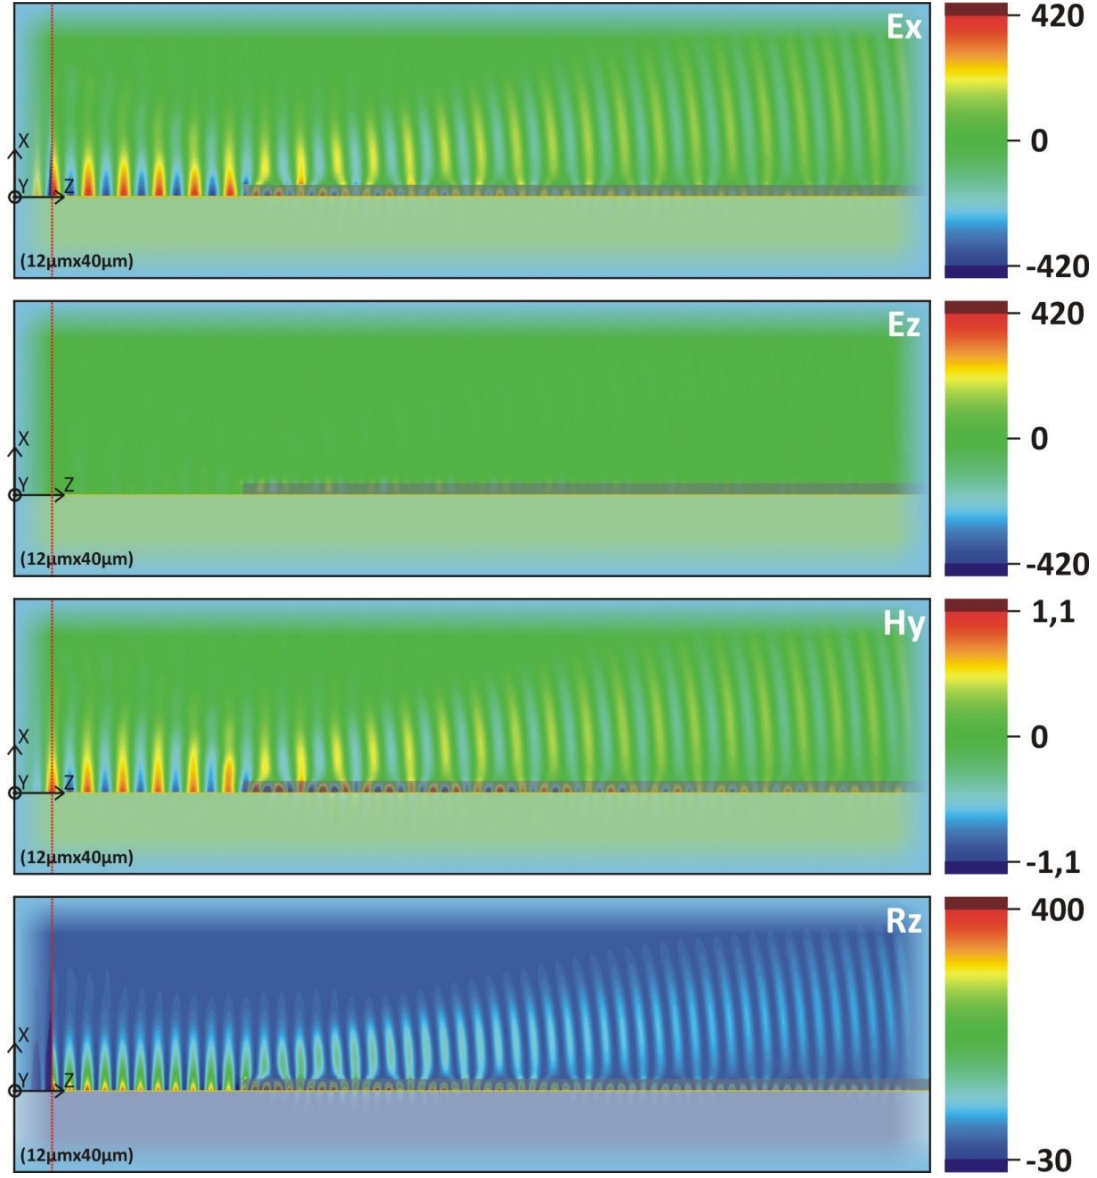 Ex
420
0
-420
X
Y
Z
(12µmx40µm)
Ez
420
0
-420
X
Y
Z
(12µmx40µm)
Hy
1,1
0
-1,1
X
Y
Z
(12µmx40µm)
Rz
400
-30
X
Y
Z
(12µmx40µm)